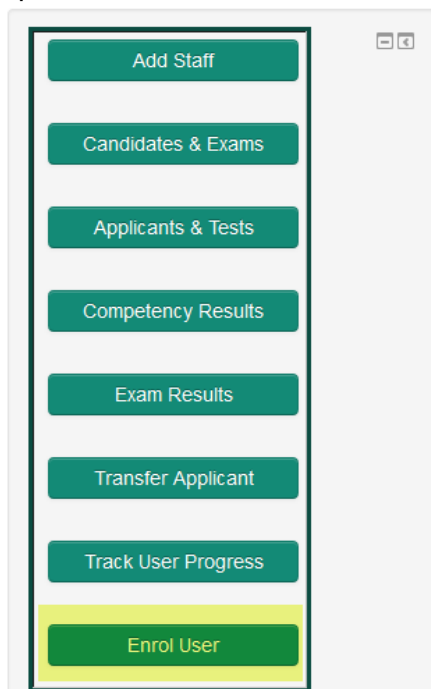 Add Staff
Candidates & Exams
Applicants & Tests
Competency Results
Exam Results
Transfer Applicant
Track User Progress
Enrol User